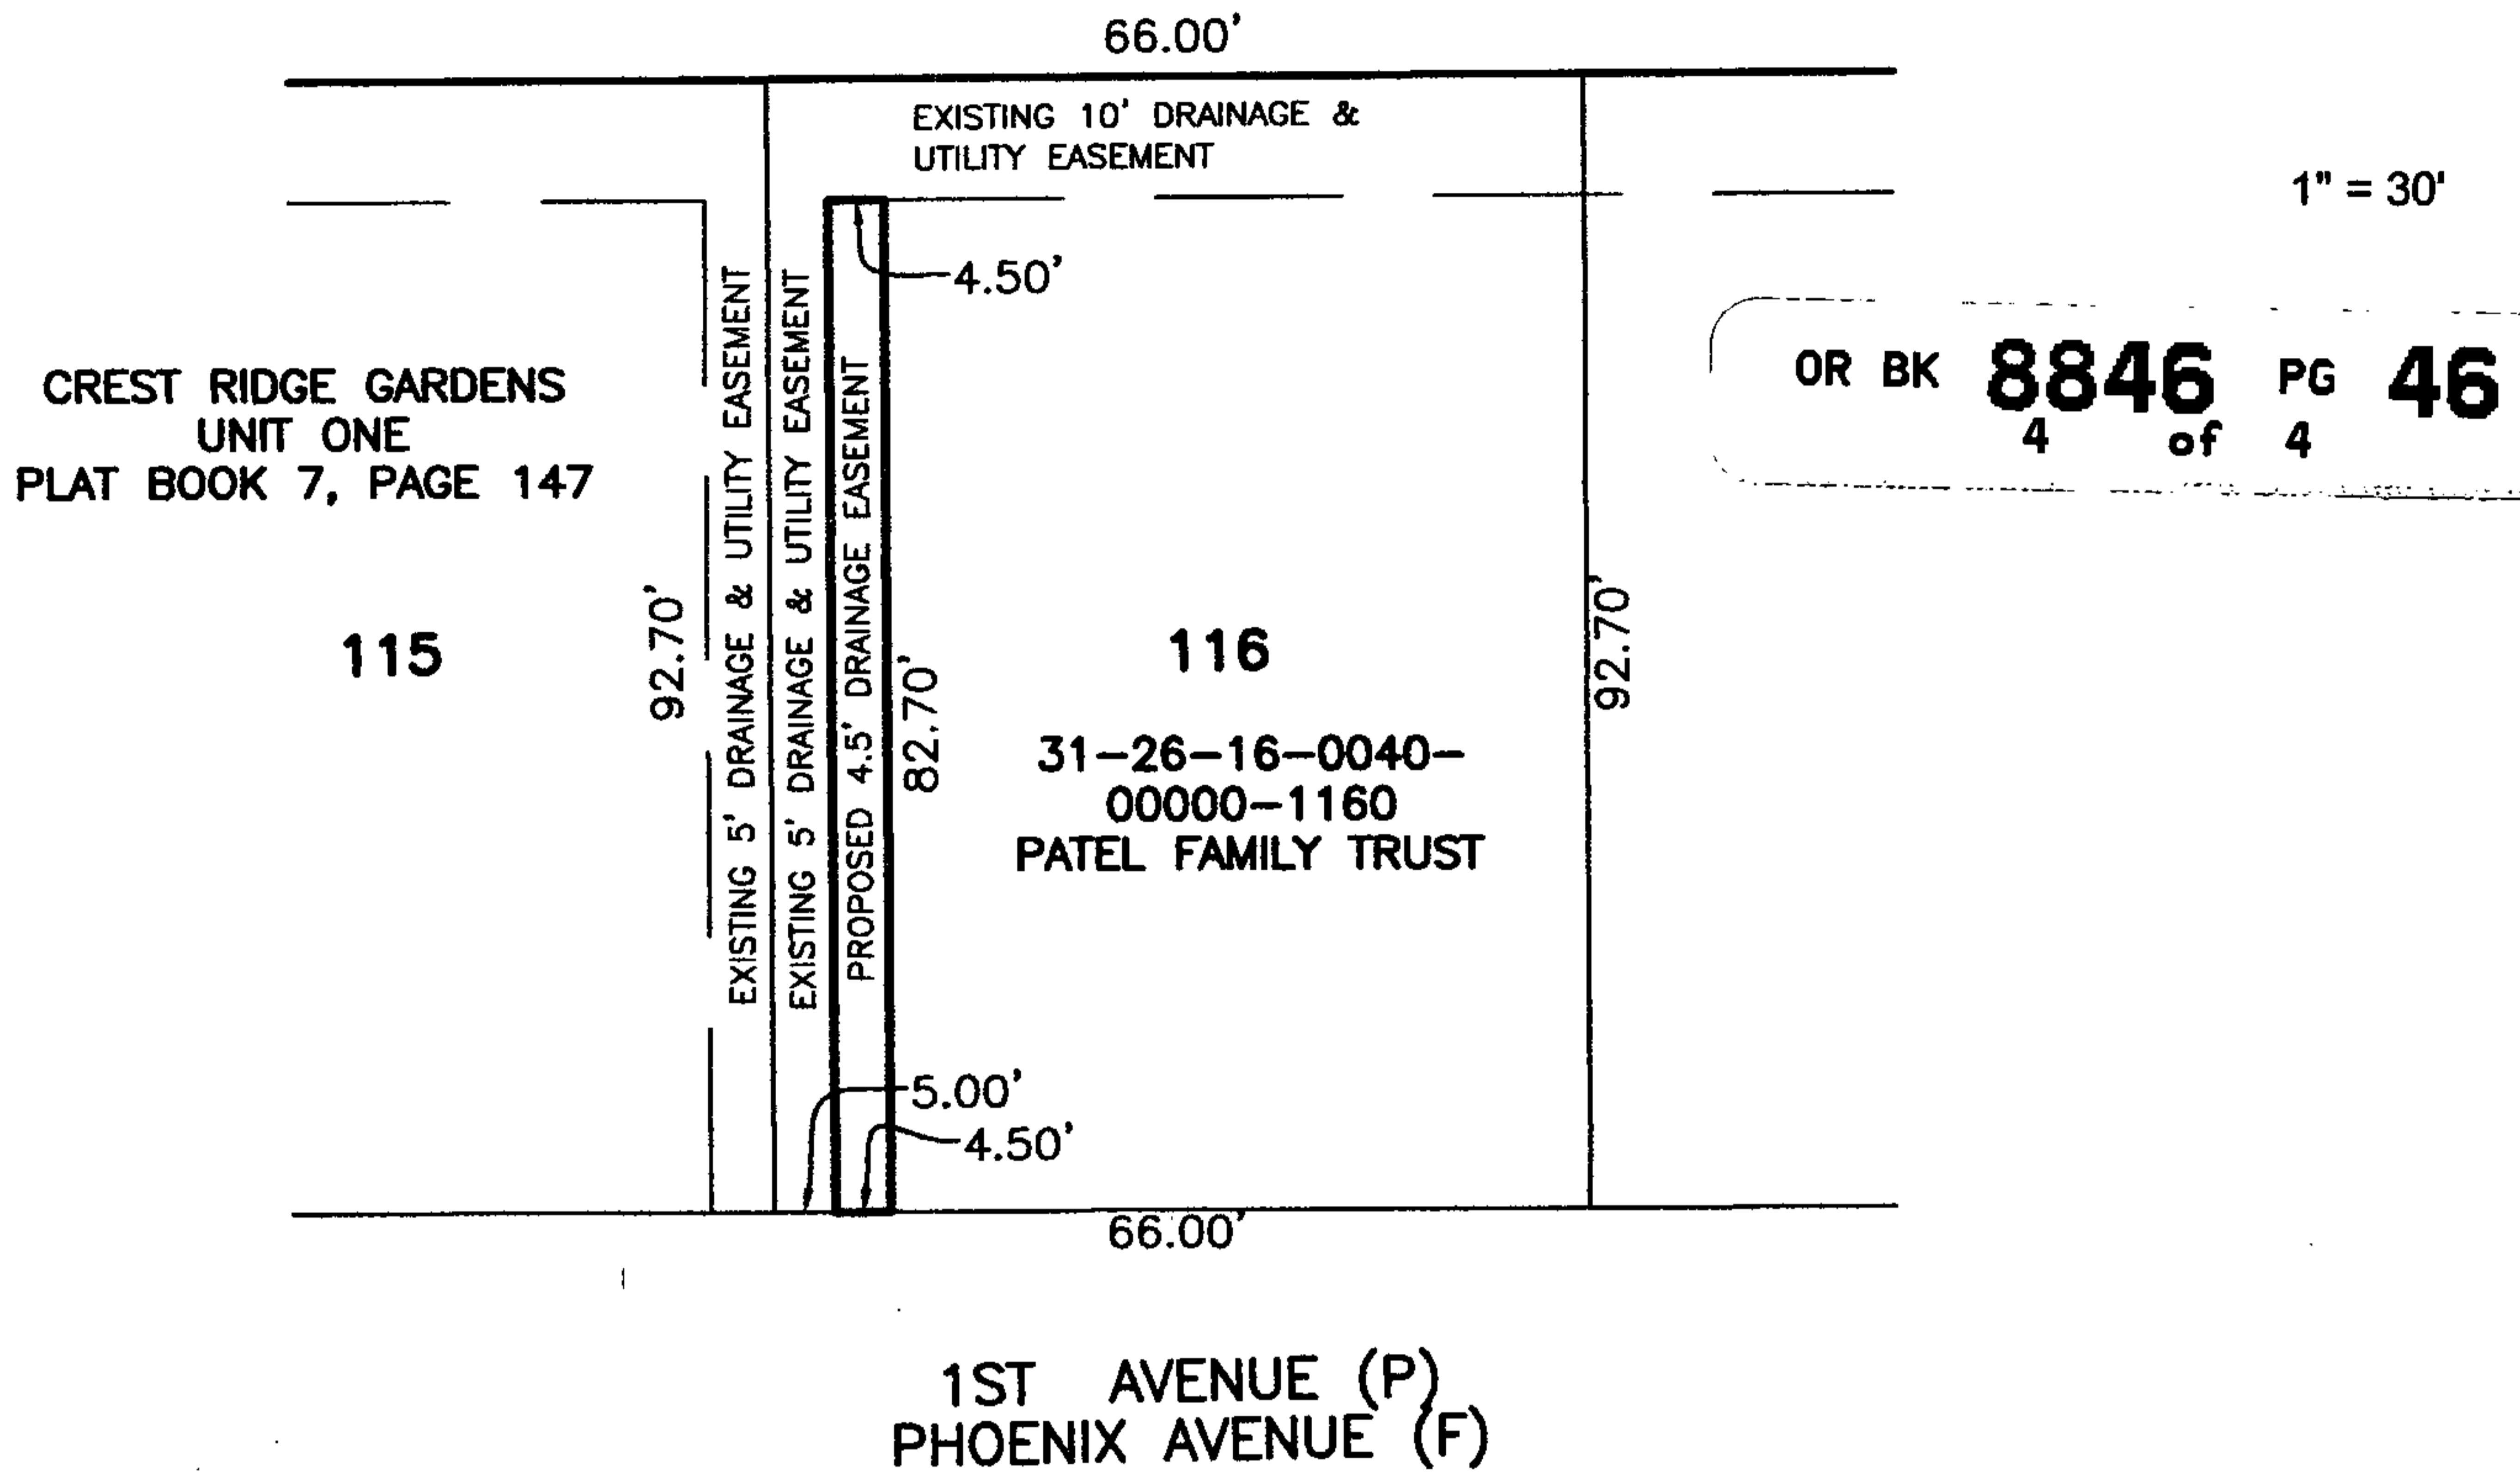 66.00'
EXISTING 10' DRAINAGE &
UTILITY EASEMENT
1" = 30'
4.50'
OR BK 8846 PG 46
4 of 4
CREST RIDGE GARDENS
UNIT ONE
PLAT BOOK 7, PAGE 147
EXISTING 5' DRAINAGE & UTILITY EASEMENT
EXISTING 5' DRAINAGE & UTILITY EASEMENT
PROPOSED 4.5' DRAINAGE EASEMENT
92.70'
82.70'
92.70'
115
116
31-26-16-0040-
00000-1160
PATEL FAMILY TRUST
5.00'
4.50'
66.00'
1ST AVENUE (P)
PHOENIX AVENUE (F)